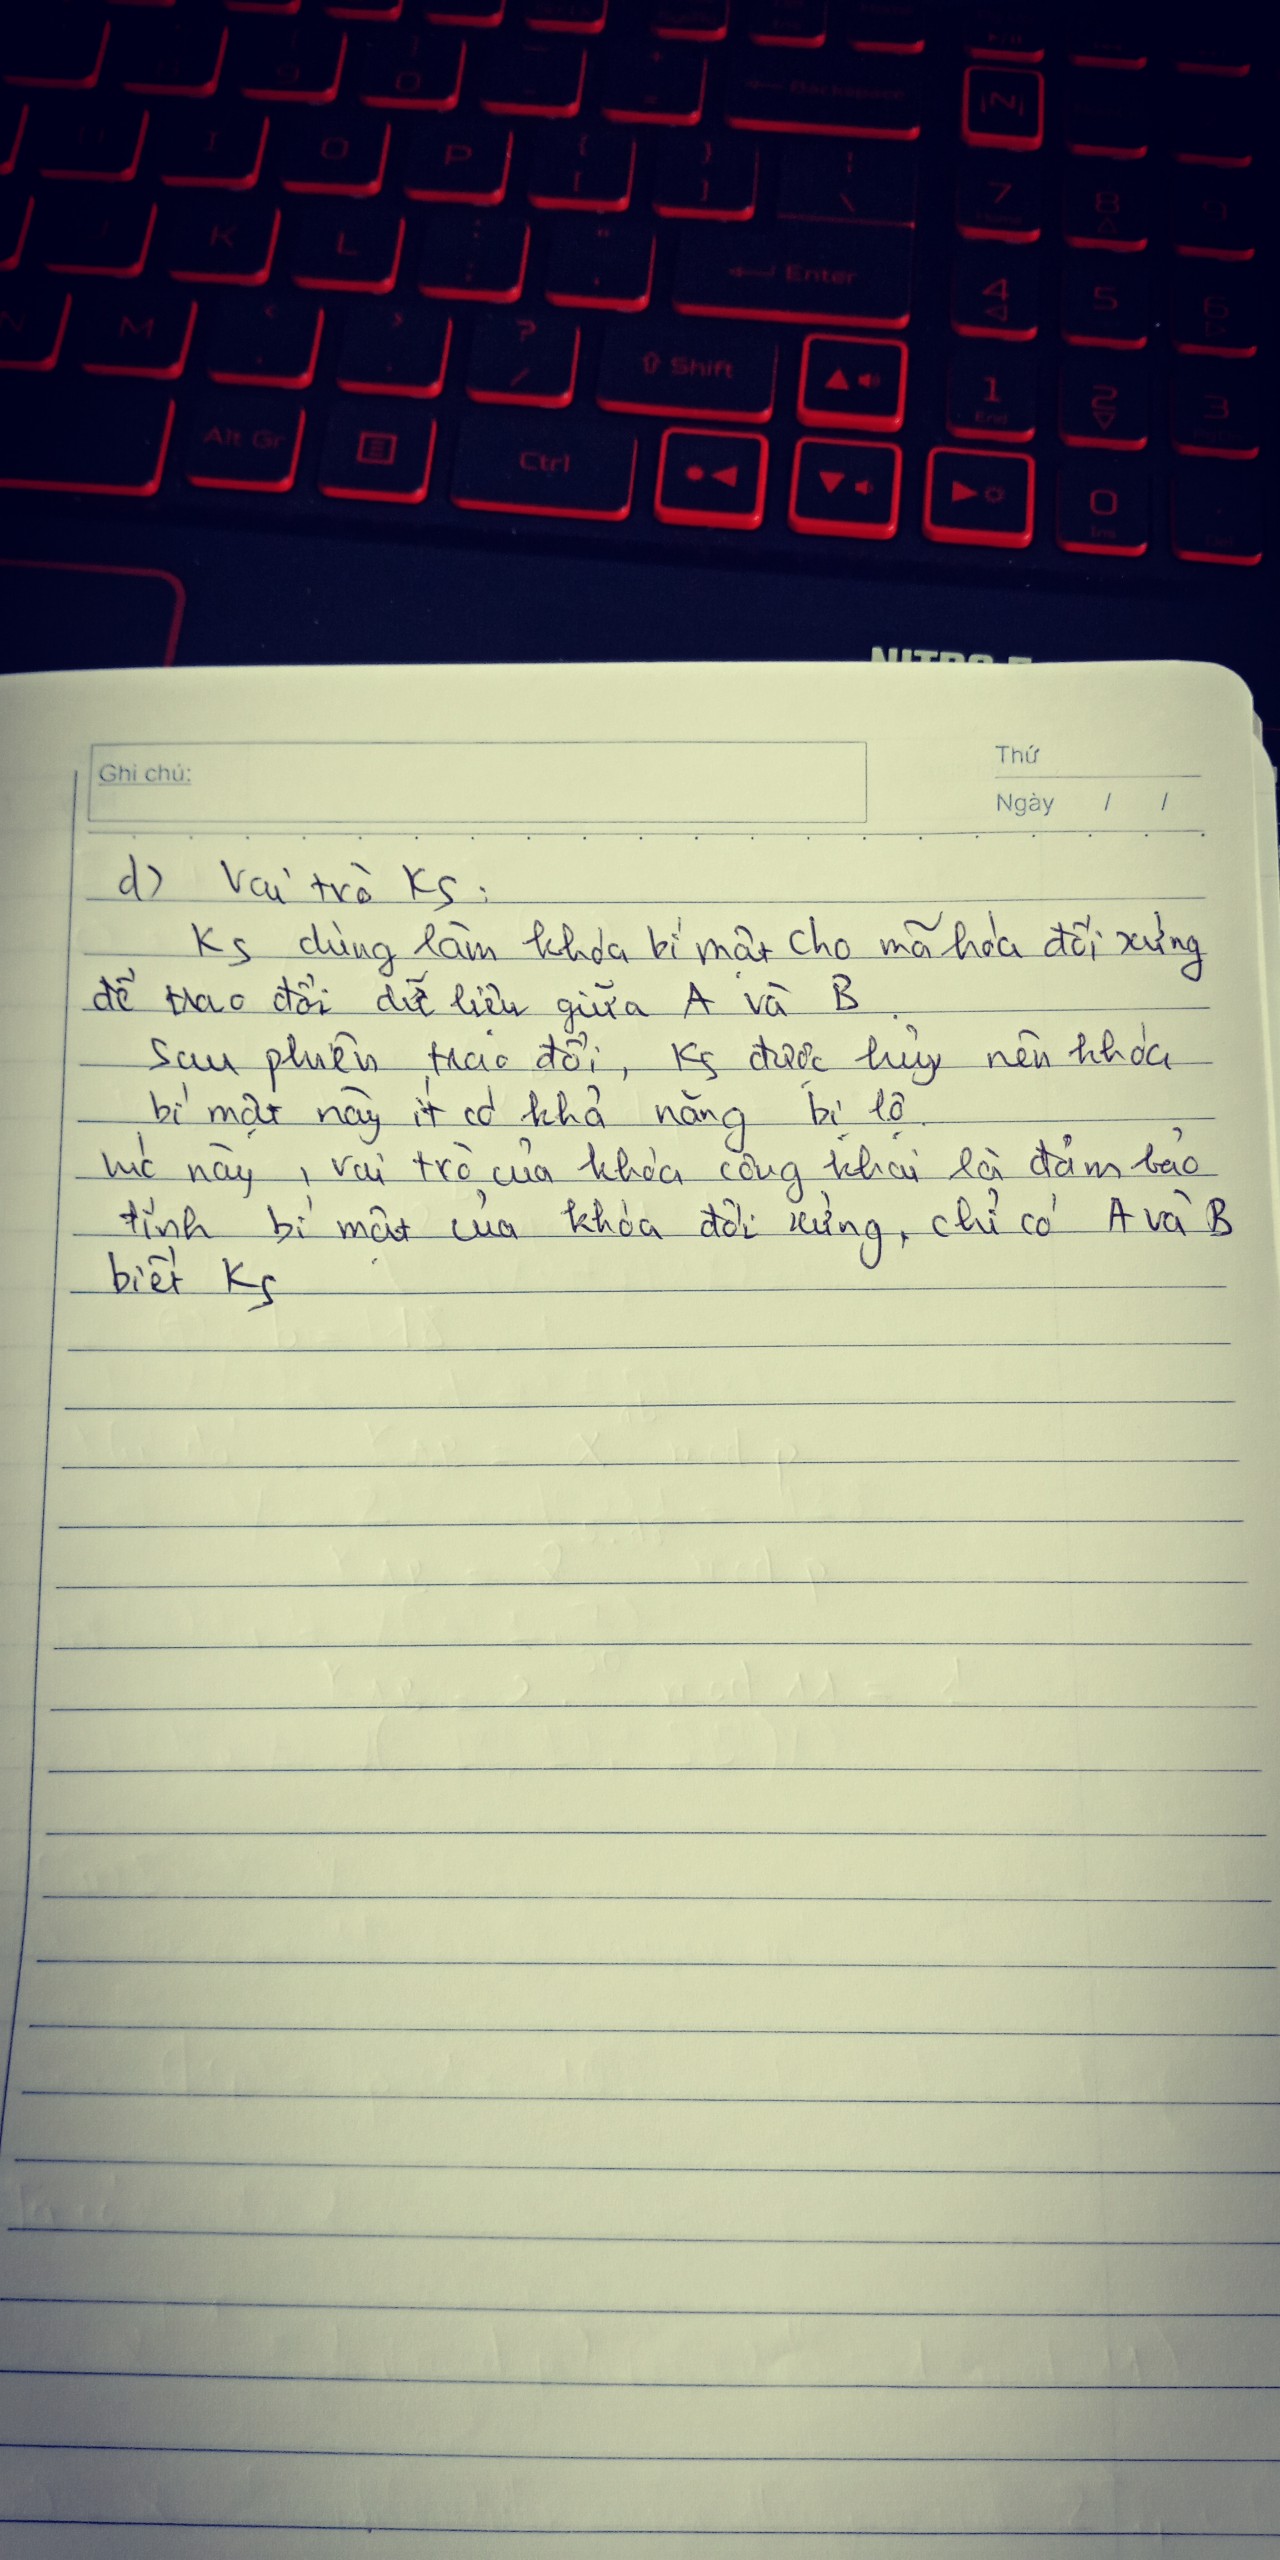 Backspace
O P { [ } ] | \
7 8
K L : ; " ' Enter
4 5 6
M < > ? / Shift
1 End 2 3
Alt Gr Ctrl
0 Ins
NITRO 5
Ghi chú:
Thứ
Ngày / /
d) Vai trò Ks:
Ks dùng làm khóa bí mật cho mã hóa đối xứng
để trao đổi dữ liệu giữa A và B.
Sau phiên trao đổi, Ks được hủy nên khóa
bí mật này ít có khả năng bị lộ.
lúc này, vai trò của khóa công khai là đảm bảo
tính bí mật của khóa đối xứng, chỉ có A và B
biết Ks